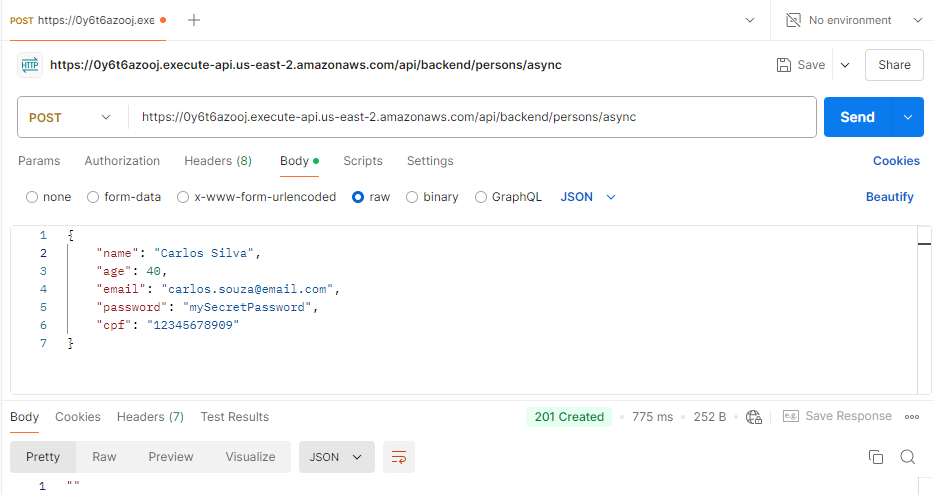 POST https://0y6t6azooj.exe
No environment
HTTP https://0y6t6azooj.execute-api.us-east-2.amazonaws.com/api/backend/persons/async
Save
Share
POST https://0y6t6azooj.execute-api.us-east-2.amazonaws.com/api/backend/persons/async
Send
Params Authorization Headers (8) Body Scripts Settings Cookies
none form-data x-www-form-urlencoded raw binary GraphQL JSON Beautify
1 {
2 "name": "Carlos Silva",
3 "age": 40,
4 "email": "carlos.souza@email.com",
5 "password": "mySecretPassword",
6 "cpf": "12345678909"
7 }
Body Cookies Headers (7) Test Results 201 Created 775 ms 252 B e.g. Save Response
Pretty Raw Preview Visualize JSON
1 ""